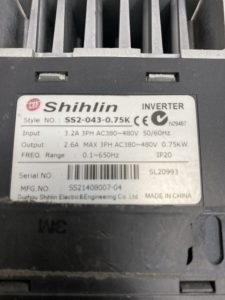 Shihlin INVERTER
Style NO. : SS2-043-0.75K
Input : 3.2A 3PH AC380~480V 50/60Hz
Output : 2.6A MAX 3PH AC380~480V 0.75KW
FREQ. Range : 0.1~650Hz IP20
Serial NO. : SL20993
MFG.NO. SS21408007-04
Suzhou Shihlin Electric&Engineering Co.,Ltd MADE IN CHINA
3M